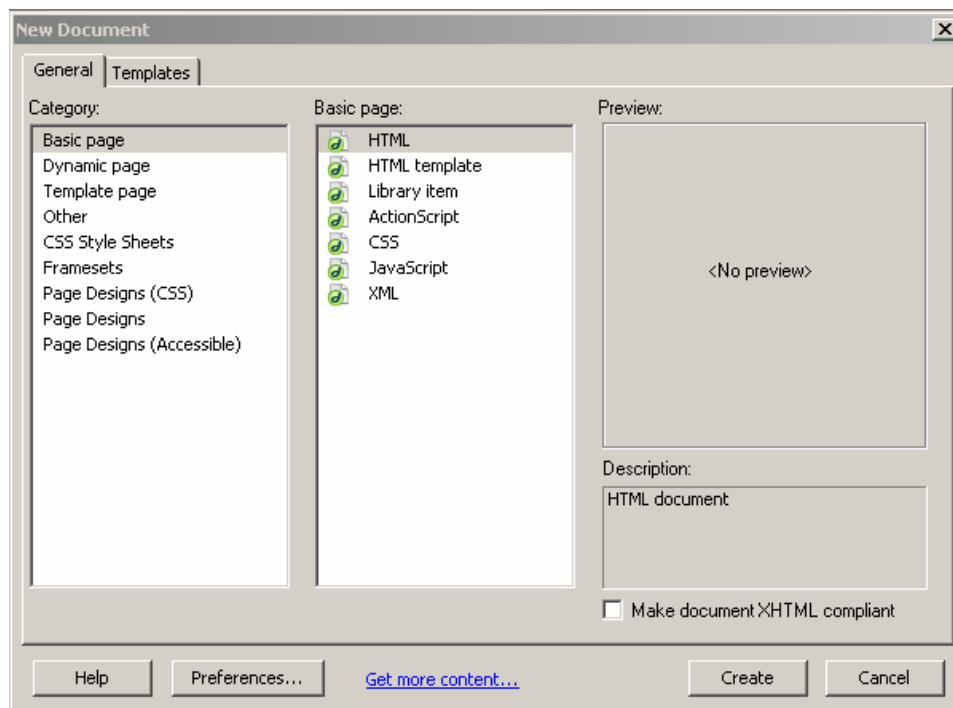 New Document
General
Templates
Category:
Basic page
Dynamic page
Template page
Other
CSS Style Sheets
Framesets
Page Designs (CSS)
Page Designs
Page Designs (Accessible)
Basic page:
HTML
HTML template
Library item
ActionScript
CSS
JavaScript
XML
Preview:
<No preview>
Description:
HTML document
Make document XHTML compliant
Help
Preferences...
Get more content...
Create
Cancel